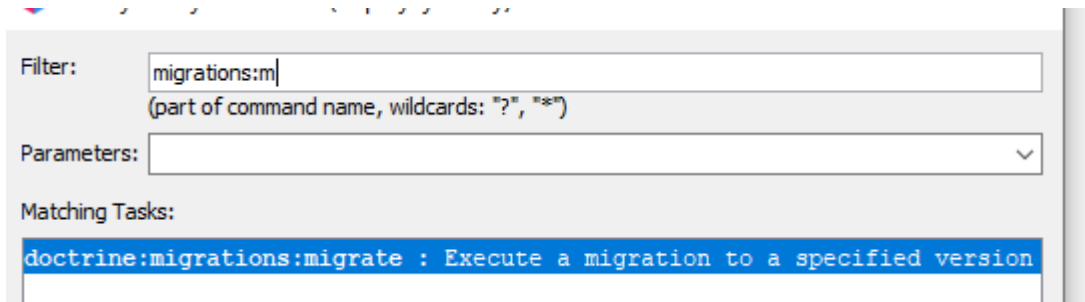 Filter: migrations:m
(part of command name, wildcards: "?", "*")
Parameters:
Matching Tasks:
doctrine:migrations:migrate : Execute a migration to a specified version